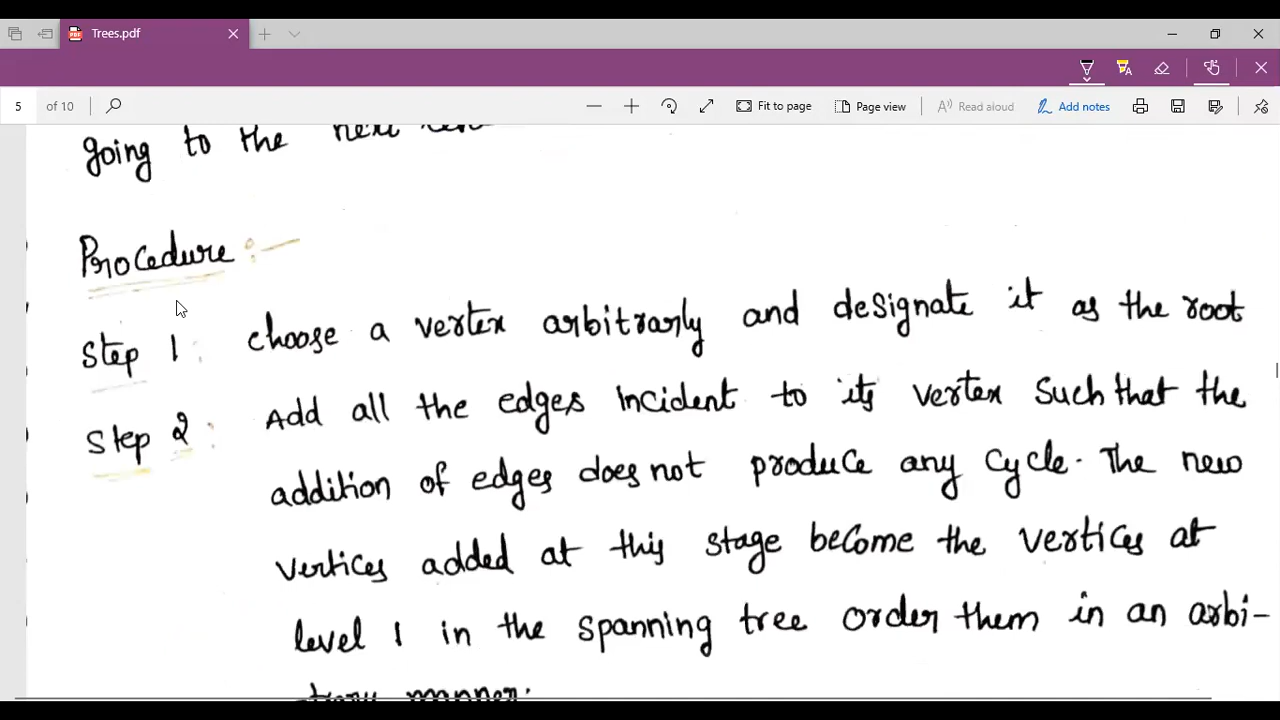 Trees.pdf
5 of 10
Fit to page
Page view
Read aloud
Add notes
going to the next
Procedure :-
Step 1 : choose a vertex arbitrarly and designate it as the root
Step 2 : Add all the edges incident to its vertex Such that the
addition of edges does not produce any cycle. The new
vertices added at this stage become the vertices at
level 1 in the spanning tree order them in an arbi-
trary manner.